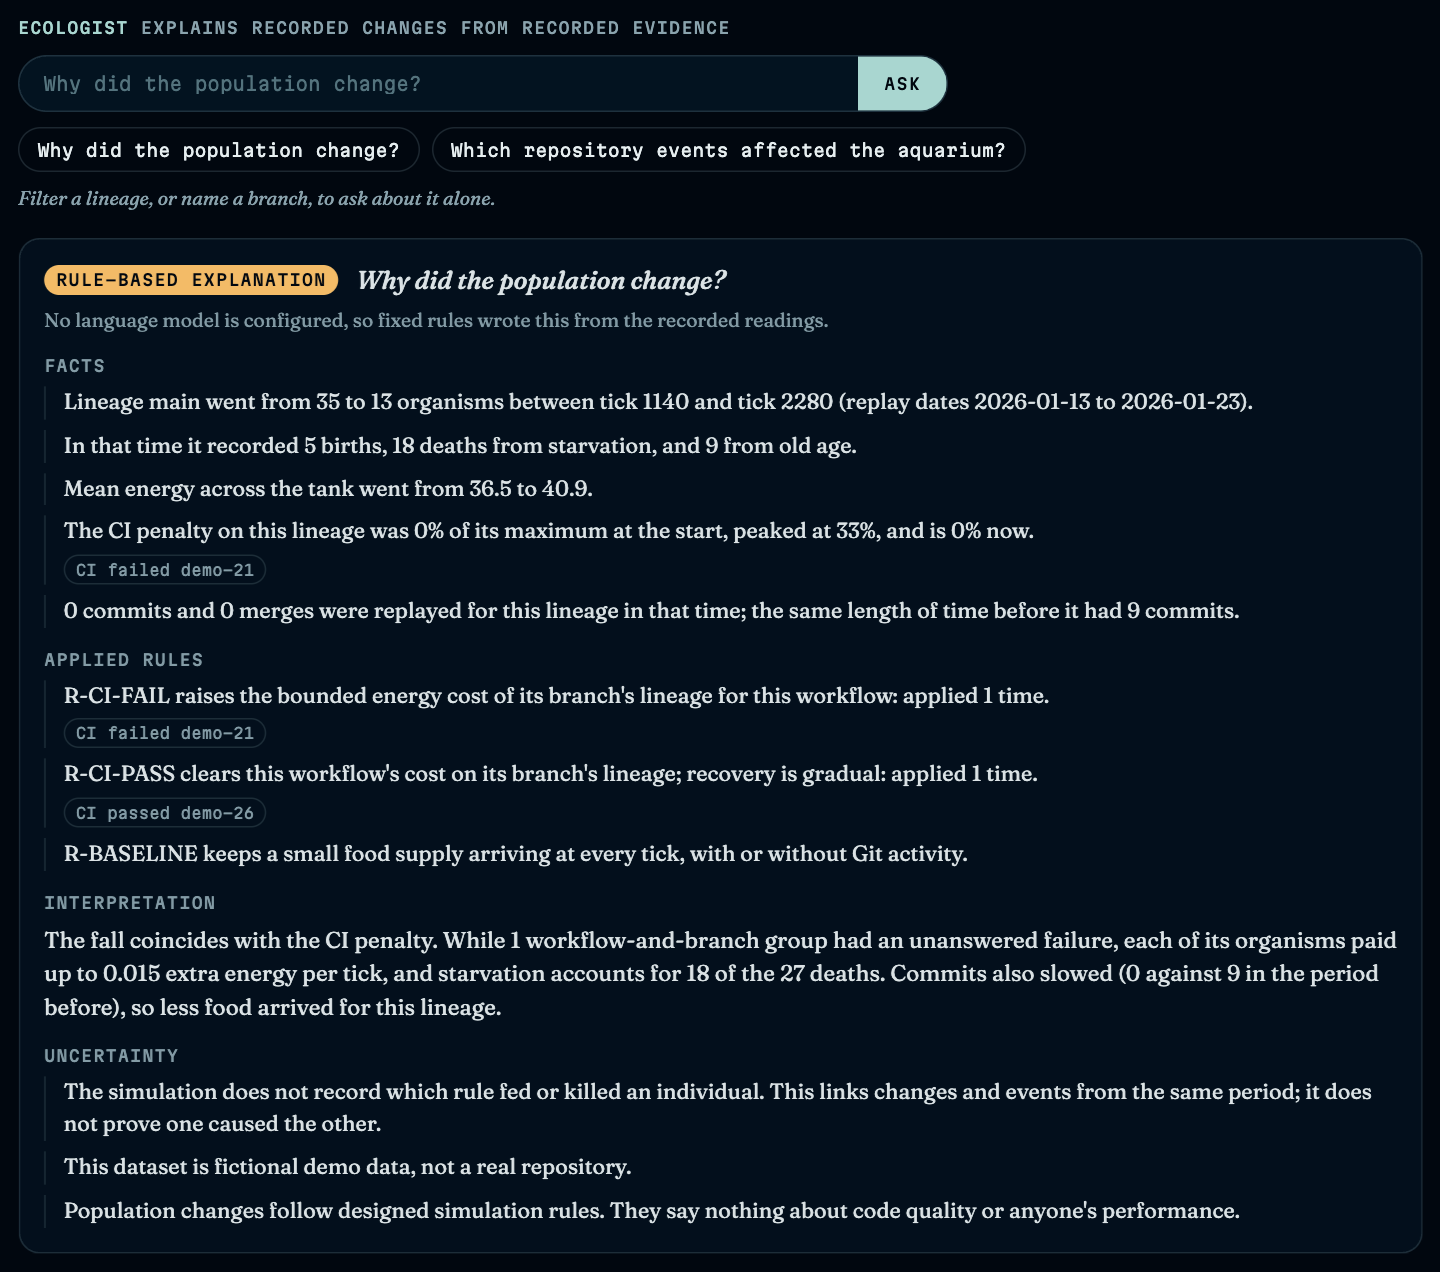 ECOLOGIST EXPLAINS RECORDED CHANGES FROM RECORDED EVIDENCE
Why did the population change?
ASK
Why did the population change?
Which repository events affected the aquarium?
Filter a lineage, or name a branch, to ask about it alone.
RULE-BASED EXPLANATION
Why did the population change?
No language model is configured, so fixed rules wrote this from the recorded readings.
FACTS
Lineage main went from 35 to 13 organisms between tick 1140 and tick 2280 (replay dates 2026-01-13 to 2026-01-23).
In that time it recorded 5 births, 18 deaths from starvation, and 9 from old age.
Mean energy across the tank went from 36.5 to 40.9.
The CI penalty on this lineage was 0% of its maximum at the start, peaked at 33%, and is 0% now.
CI failed demo-21
0 commits and 0 merges were replayed for this lineage in that time; the same length of time before it had 9 commits.
APPLIED RULES
R-CI-FAIL raises the bounded energy cost of its branch's lineage for this workflow: applied 1 time.
CI failed demo-21
R-CI-PASS clears this workflow's cost on its branch's lineage; recovery is gradual: applied 1 time.
CI passed demo-26
R-BASELINE keeps a small food supply arriving at every tick, with or without Git activity.
INTERPRETATION
The fall coincides with the CI penalty. While 1 workflow-and-branch group had an unanswered failure, each of its organisms paid
up to 0.015 extra energy per tick, and starvation accounts for 18 of the 27 deaths. Commits also slowed (0 against 9 in the period
before), so less food arrived for this lineage.
UNCERTAINTY
The simulation does not record which rule fed or killed an individual. This links changes and events from the same period; it does
not prove one caused the other.
This dataset is fictional demo data, not a real repository.
Population changes follow designed simulation rules. They say nothing about code quality or anyone's performance.